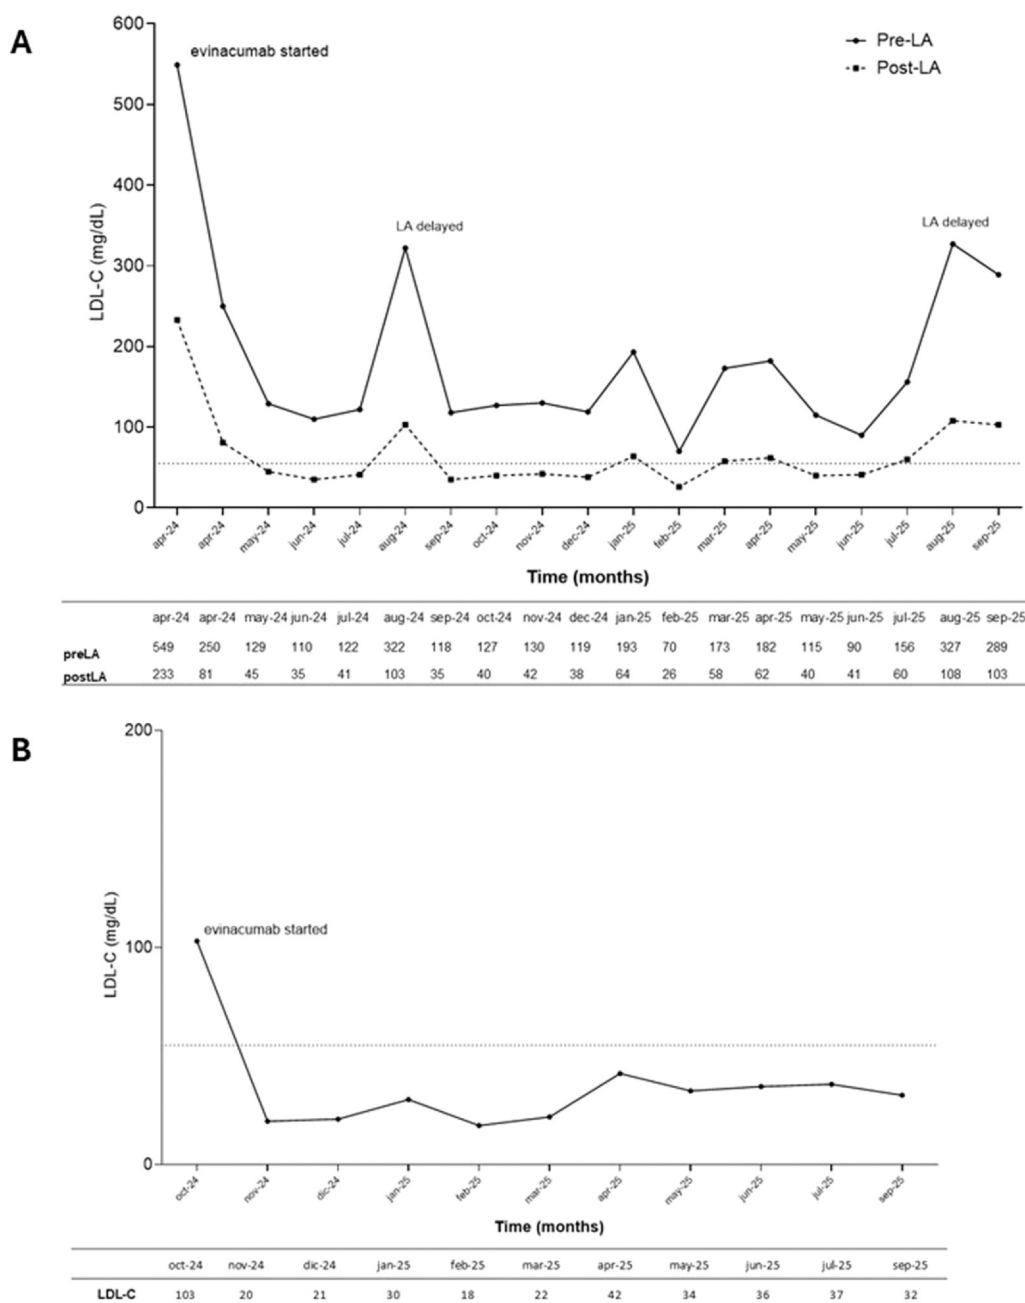 A
600
500
400
300
200
100
0
LDL-C (mg/dL)
evinacumab started
LA delayed
LA delayed
Pre-LA
Post-LA
apr-24 apr-24 may-24 jun-24 jul-24 aug-24 sep-24 oct-24 nov-24 dec-24 jan-25 feb-25 mar-25 apr-25 may-25 jun-25 jul-25 aug-25 sep-25
Time (months)
apr-24 apr-24 may-24 jun-24 jul-24 aug-24 sep-24 oct-24 nov-24 dec-24 jan-25 feb-25 mar-25 apr-25 may-25 jun-25 jul-25 aug-25 sep-25
preLA 549 250 129 110 122 322 118 127 130 119 193 70 173 182 115 90 156 327 289
postLA 233 81 45 35 41 103 35 40 42 38 64 26 58 62 40 41 60 108 103
B
200
100
0
LDL-C (mg/dL)
evinacumab started
oct-24 nov-24 dic-24 jan-25 feb-25 mar-25 apr-25 may-25 jun-25 jul-25 sep-25
Time (months)
oct-24 nov-24 dic-24 jan-25 feb-25 mar-25 apr-25 may-25 jun-25 jul-25 sep-25
LDL-C 103 20 21 30 18 22 42 34 36 37 32